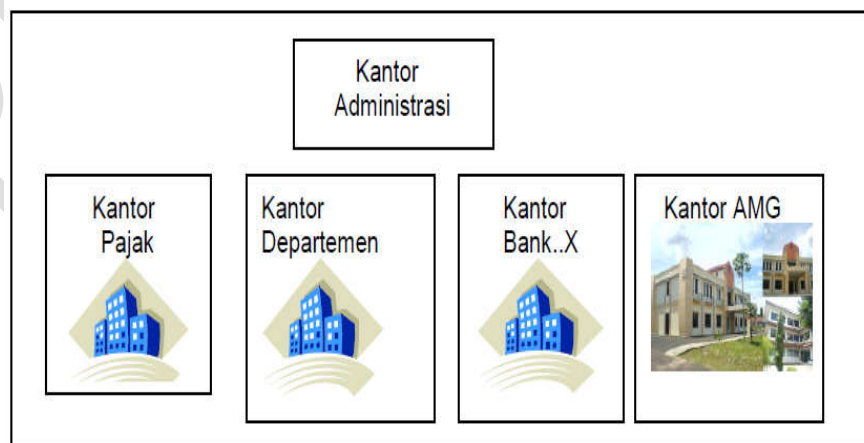 Kantor
Administrasi
Kantor
Pajak
Kantor
Departemen
Kantor
Bank..X
Kantor AMG